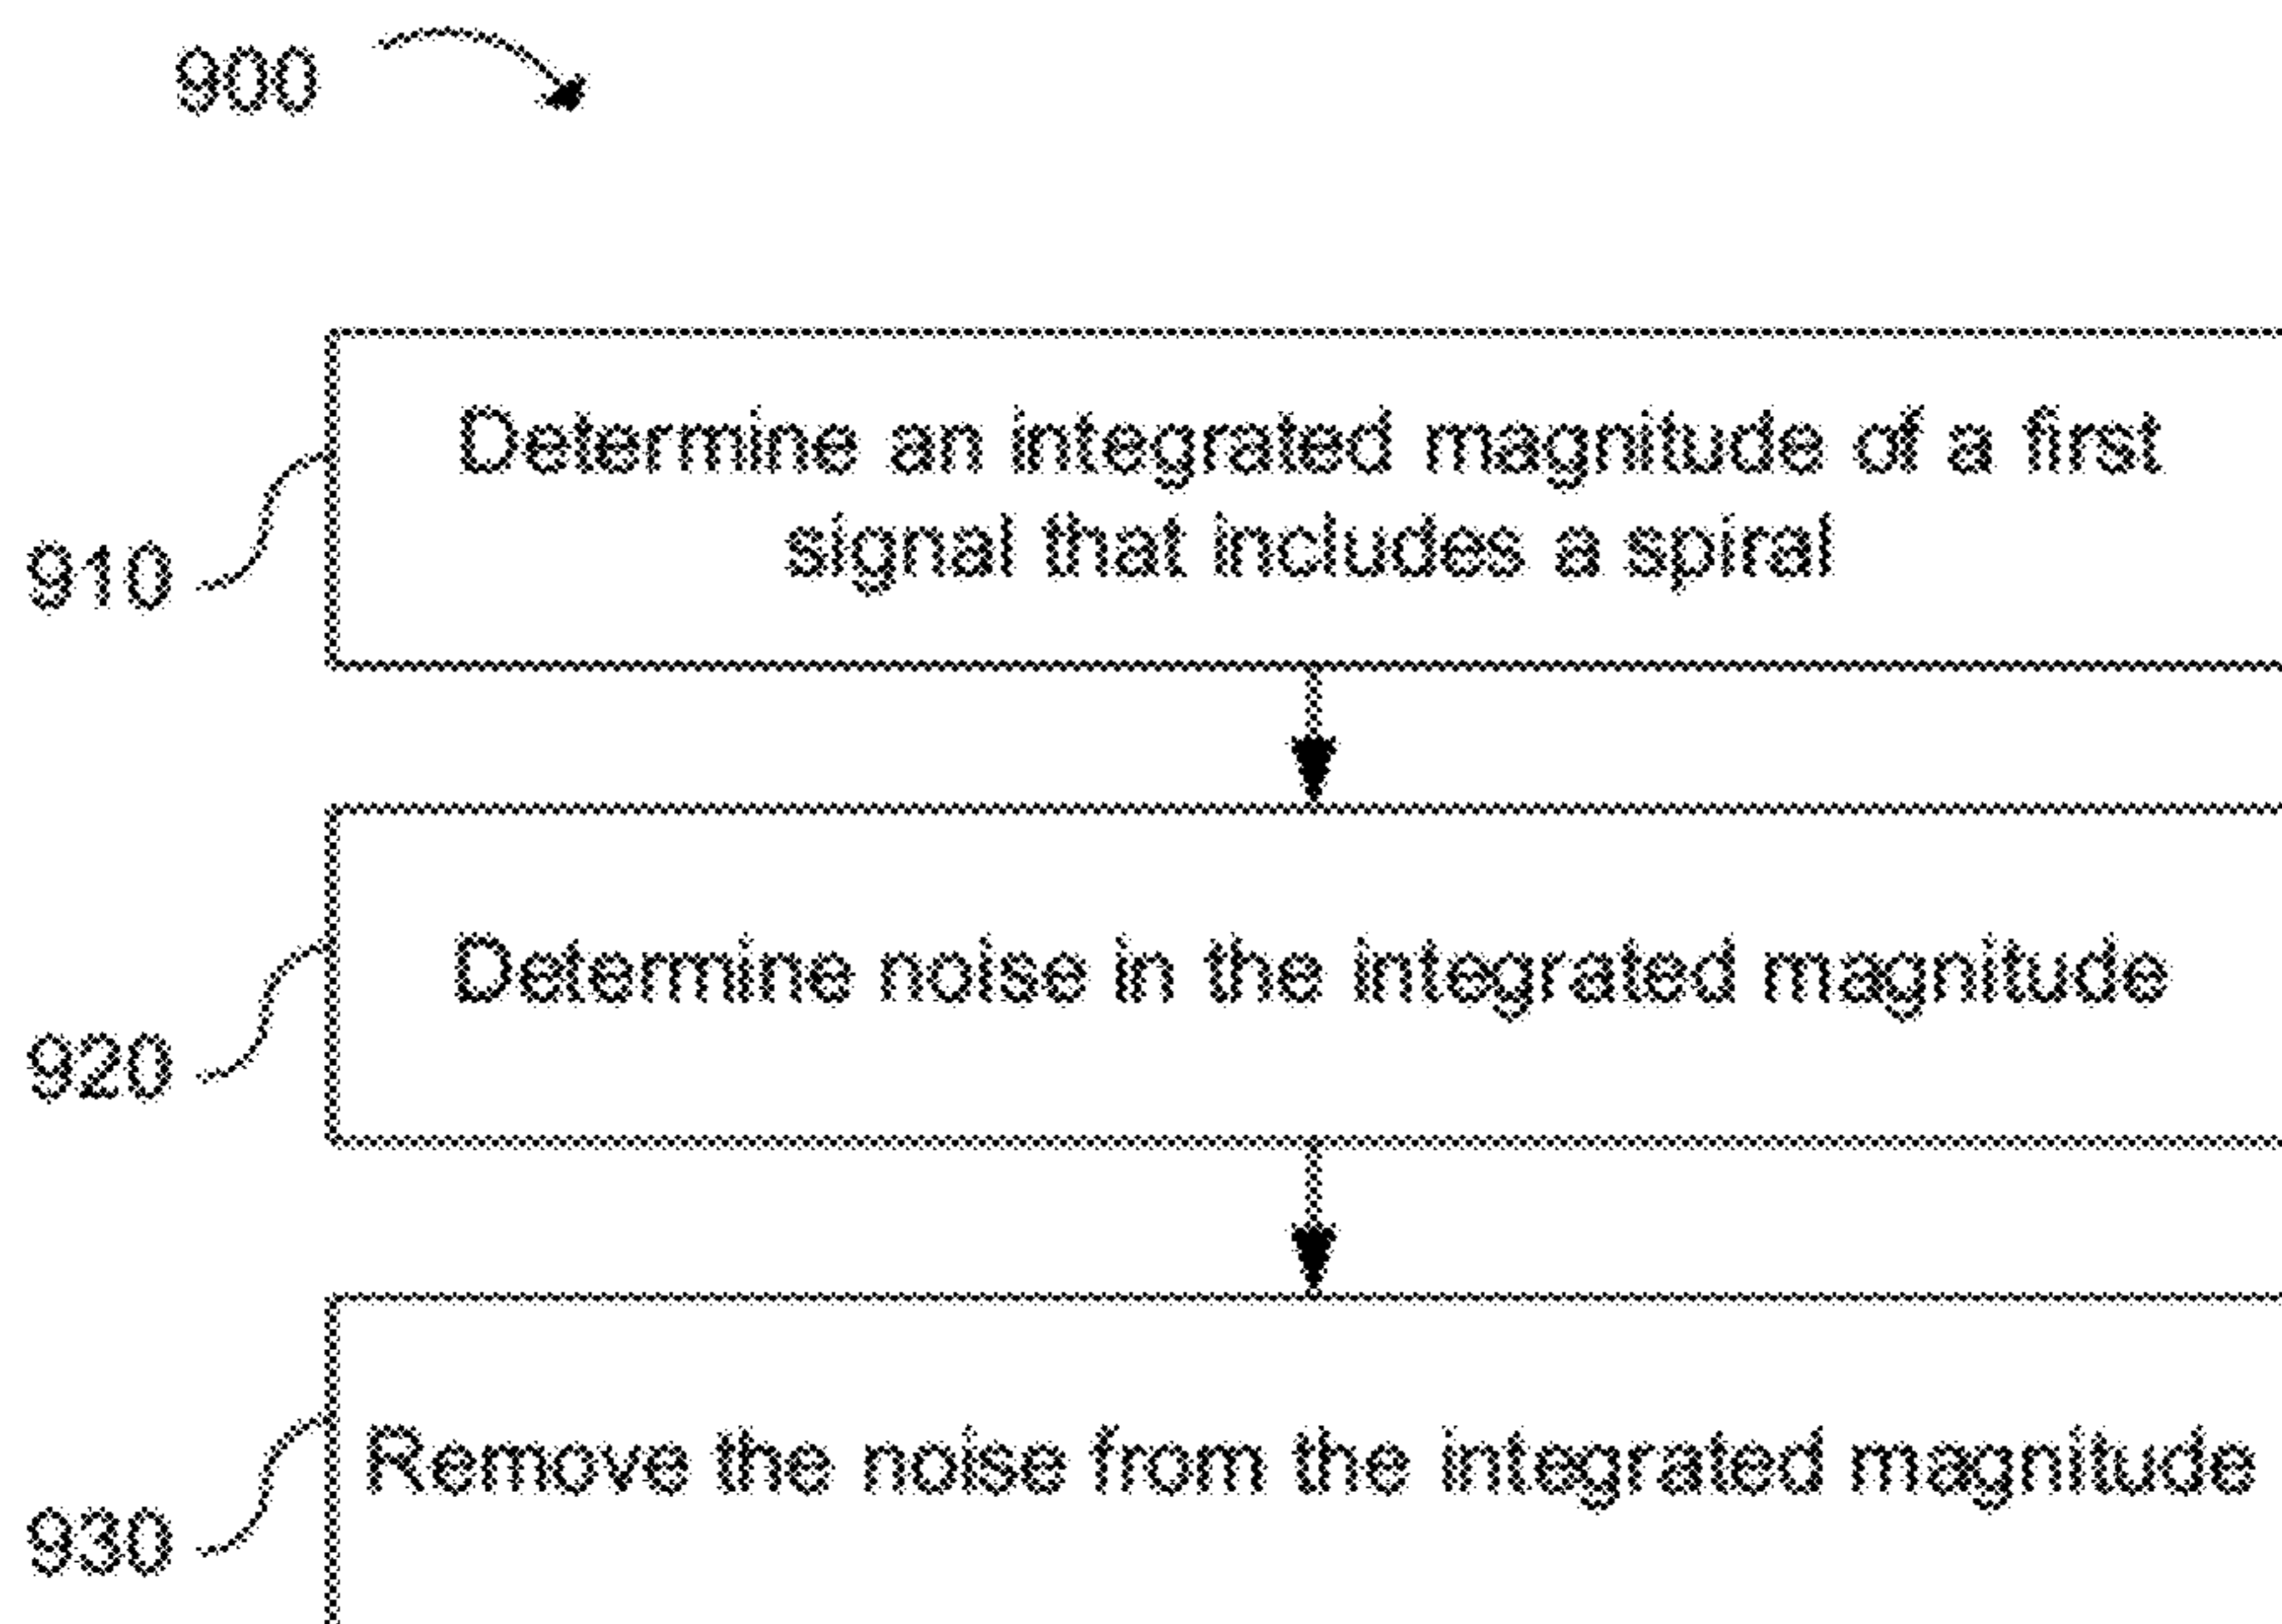 900
Determine an integrated magnitude of a first
signal that includes a spiral
910
Determine noise in the integrated magnitude
920
Remove the noise from the integrated magnitude
930